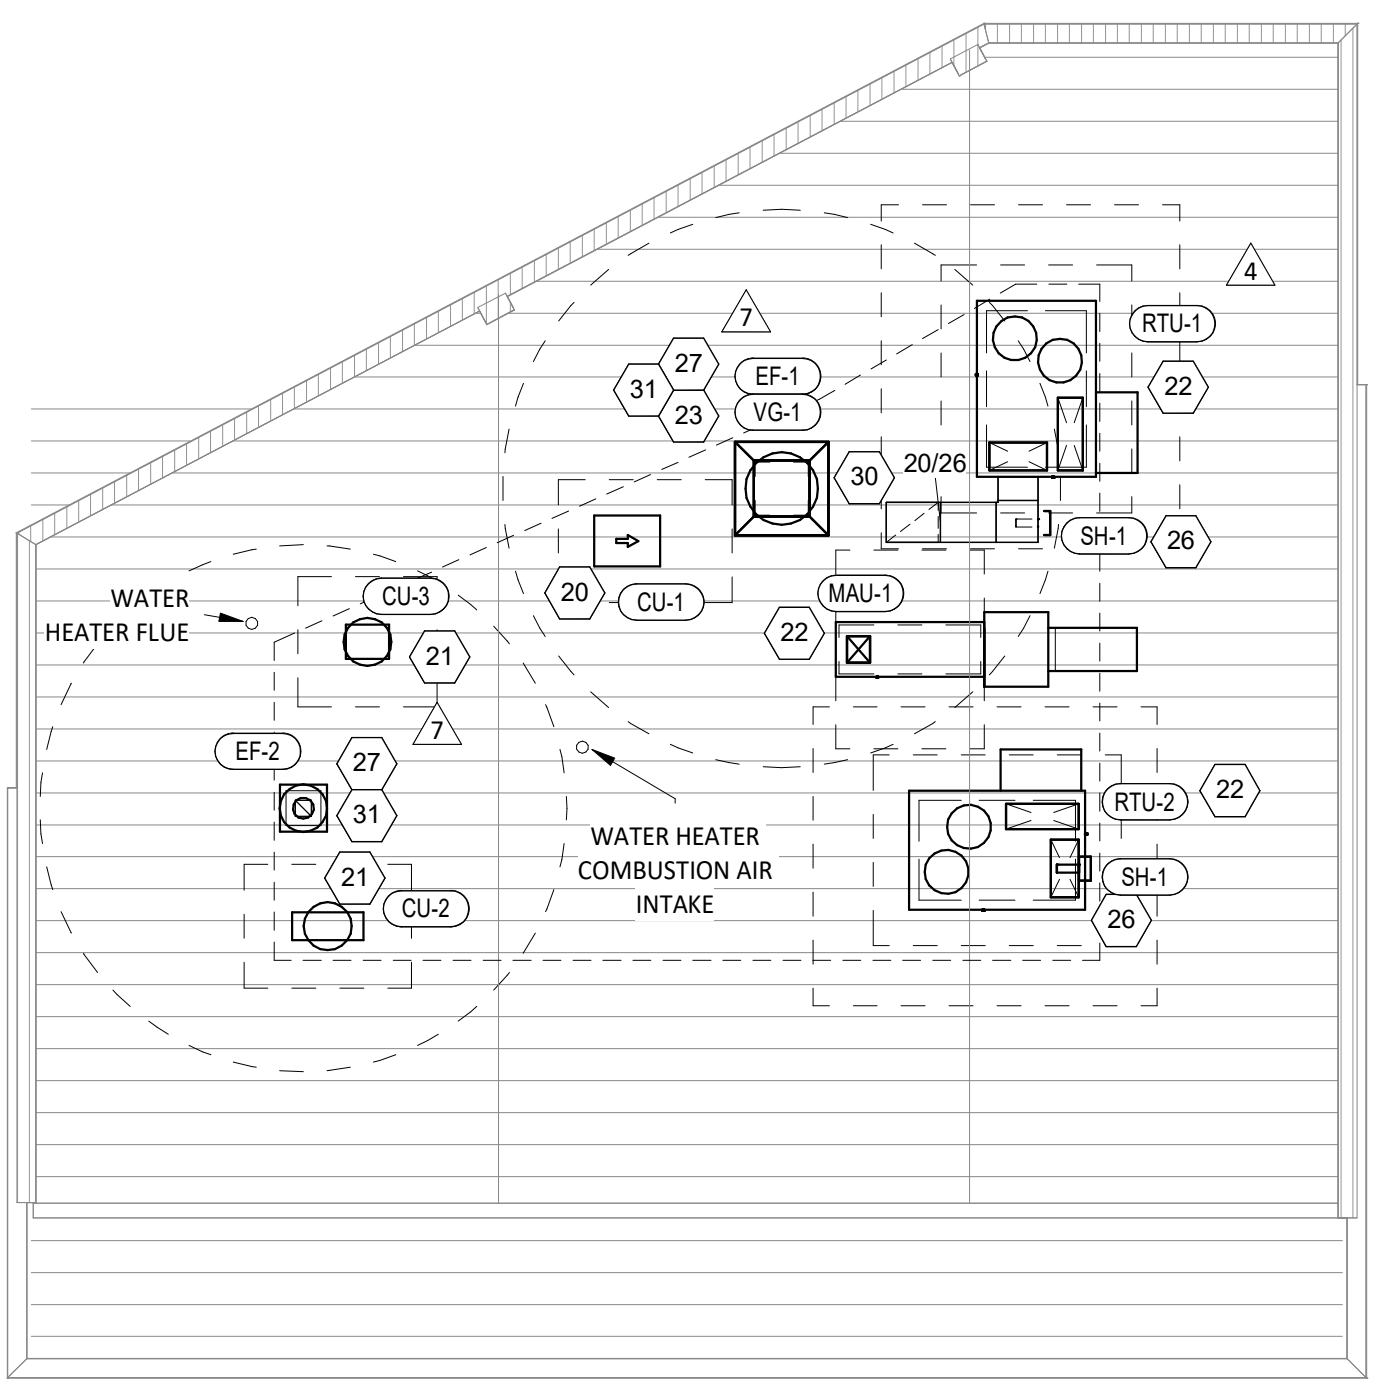 4
7
RTU-1
22
27
31
23
EF-1
VG-1
30
20/26
SH-1
26
20
CU-1
MAU-1
22
WATER
HEATER FLUE
CU-3
21
7
EF-2
27
31
21
CU-2
WATER HEATER
COMBUSTION AIR
INTAKE
RTU-2
22
SH-1
26